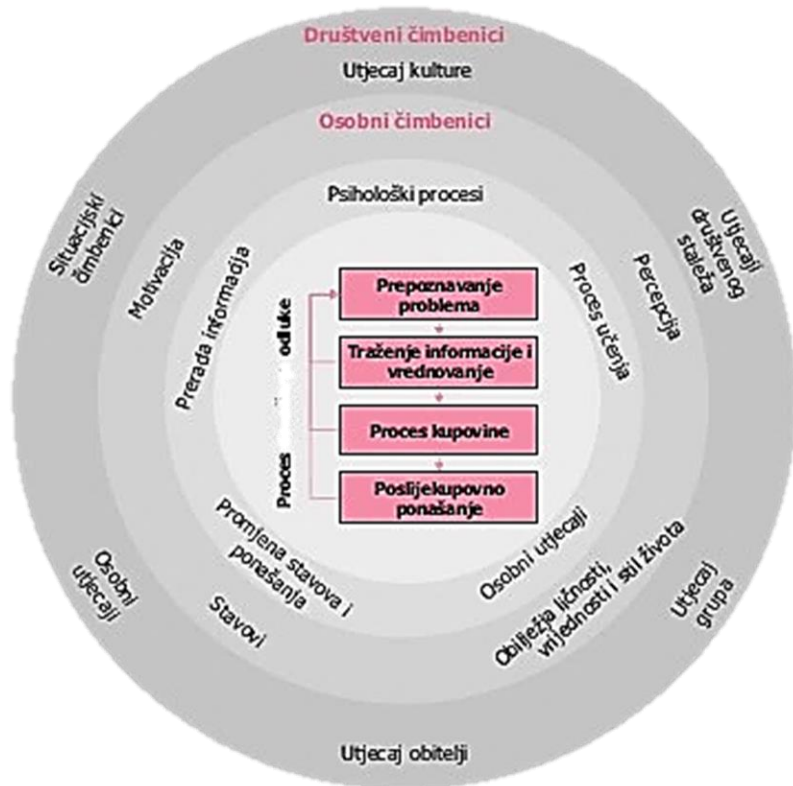 Društveni čimbenici
Utjecaj kulture
Osobni čimbenici
Psihološki procesi
Situacijski
čimbenici
Motivacija
Prerada informacija
Proces učenja
Percepcija
Utjecaji
društvenog
staleža
Proces
odluke
Prepoznavanje
problema
Traženje informacije i
vrednovanje
Proces kupovine
Poslijekupovno
ponašanje
Promjena stavova i
ponašanja
Osobni utjecaji
Osobni
utjecaji
Stavovi
Obilježja ličnosti,
vrijednosti i stil života
Utjecaj
grupa
Utjecaj obitelji